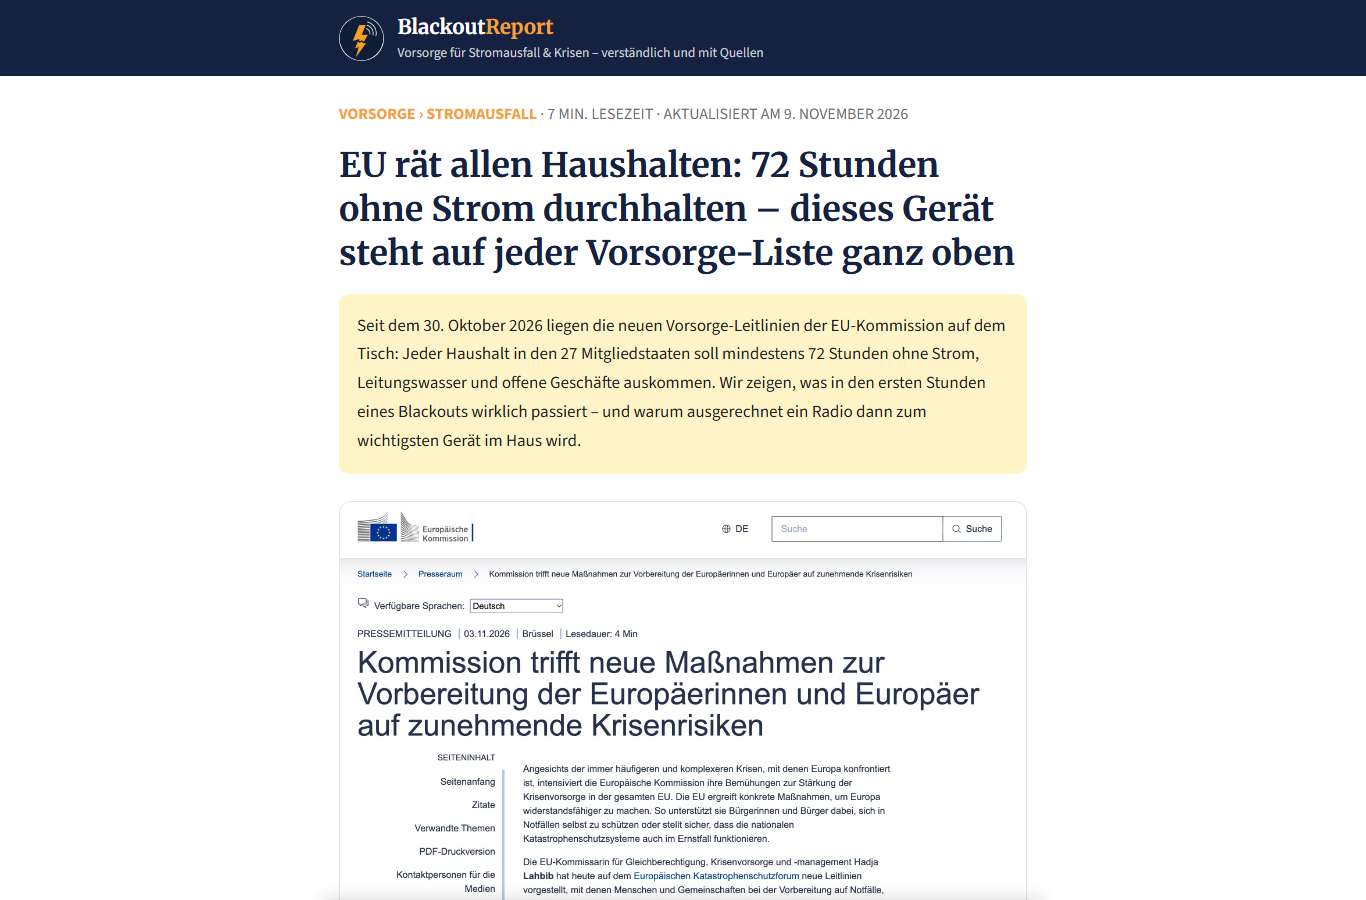 BlackoutReport
Vorsorge für Stromausfall & Krisen – verständlich und mit Quellen
VORSORGE › STROMAUSFALL · 7 MIN. LESEZEIT · AKTUALISIERT AM 9. NOVEMBER 2026
EU rät allen Haushalten: 72 Stunden
ohne Strom durchhalten – dieses Gerät
steht auf jeder Vorsorge-Liste ganz oben
Seit dem 30. Oktober 2026 liegen die neuen Vorsorge-Leitlinien der EU-Kommission auf dem
Tisch: Jeder Haushalt in den 27 Mitgliedstaaten soll mindestens 72 Stunden ohne Strom,
Leitungswasser und offene Geschäfte auskommen. Wir zeigen, was in den ersten Stunden
eines Blackouts wirklich passiert – und warum ausgerechnet ein Radio dann zum
wichtigsten Gerät im Haus wird.
Europäische
Kommission
DE
Suche
Suche
Startseite
Presseraum
Kommission trifft neue Maßnahmen zur Vorbereitung der Europäerinnen und Europäer auf zunehmende Krisenrisiken
Verfügbare Sprachen: Deutsch
PRESSEMITTEILUNG | 03.11.2026 | Brüssel | Lesedauer: 4 Min
Kommission trifft neue Maßnahmen zur
Vorbereitung der Europäerinnen und Europäer
auf zunehmende Krisenrisiken
SEITENINHALT
Seitenanfang
Zitate
Verwandte Themen
PDF-Druckversion
Kontaktpersonen für die
Medien
Angesichts der immer häufigeren und komplexeren Krisen, mit denen Europa konfrontiert
ist, intensiviert die Europäische Kommission ihre Bemühungen zur Stärkung der
Krisenvorsorge in der gesamten EU. Die EU ergreift konkrete Maßnahmen, um Europa
widerstandsfähiger zu machen. So unterstützt sie Bürgerinnen und Bürger dabei, sich in
Notfällen selbst zu schützen oder stellt sicher, dass die nationalen
Katastrophenschutzsysteme auch im Ernstfall funktionieren.
Die EU-Kommissarin für Gleichberechtigung, Krisenvorsorge und -management Hadja
Lahbib hat heute auf dem Europäischen Katastrophenschutzforum neue Leitlinien
vorgestellt, mit denen Menschen und Gemeinschaften bei der Vorbereitung auf Notfälle,